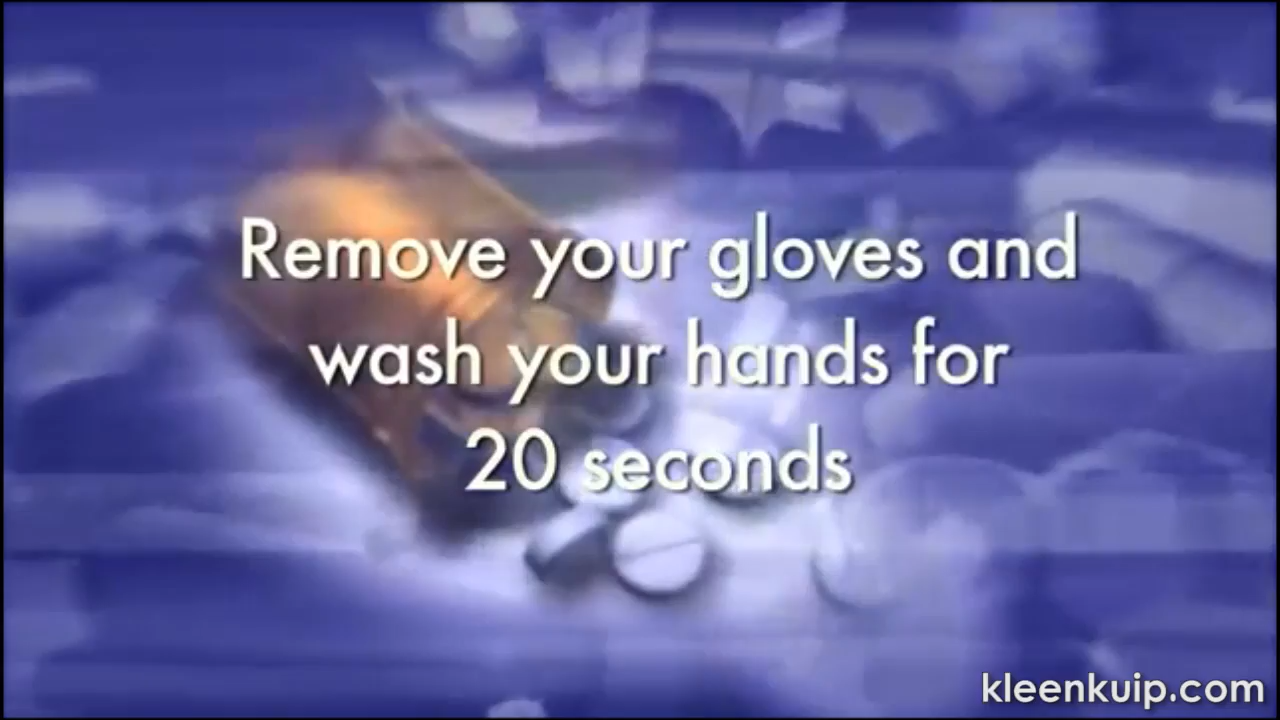 Remove your gloves and
wash your hands for
20 seconds
kleenkuip.com